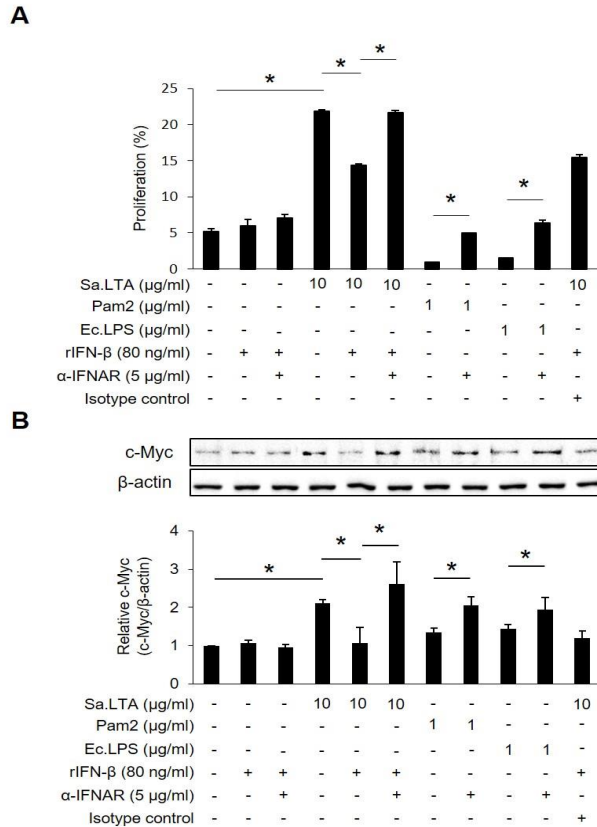 A
* * * * *
25
20
15
10
5
0
Proliferation (%)
Sa.LTA (µg/ml) - - - 10 10 10 - - - - 10
Pam2 (µg/ml) - - - - - - 1 1 - - -
Ec.LPS (µg/ml) - - - - - - - - 1 1 -
rIFN-β (80 ng/ml) - + + - + + - - - - +
α-IFNAR (5 µg/ml) - - + - - + - + - + -
Isotype control - - - - - - - - - - +
B
c-Myc
β-actin
* * * * *
4
3
2
1
0
Relative c-Myc
(c-Myc/β-actin)
Sa.LTA (µg/ml) - - - 10 10 10 - - - - 10
Pam2 (µg/ml) - - - - - - 1 1 - - -
Ec.LPS (µg/ml) - - - - - - - - 1 1 -
rIFN-β (80 ng/ml) - + + - + + - - - - +
α-IFNAR (5 µg/ml) - - + - - + - + - + -
Isotype control - - - - - - - - - - +